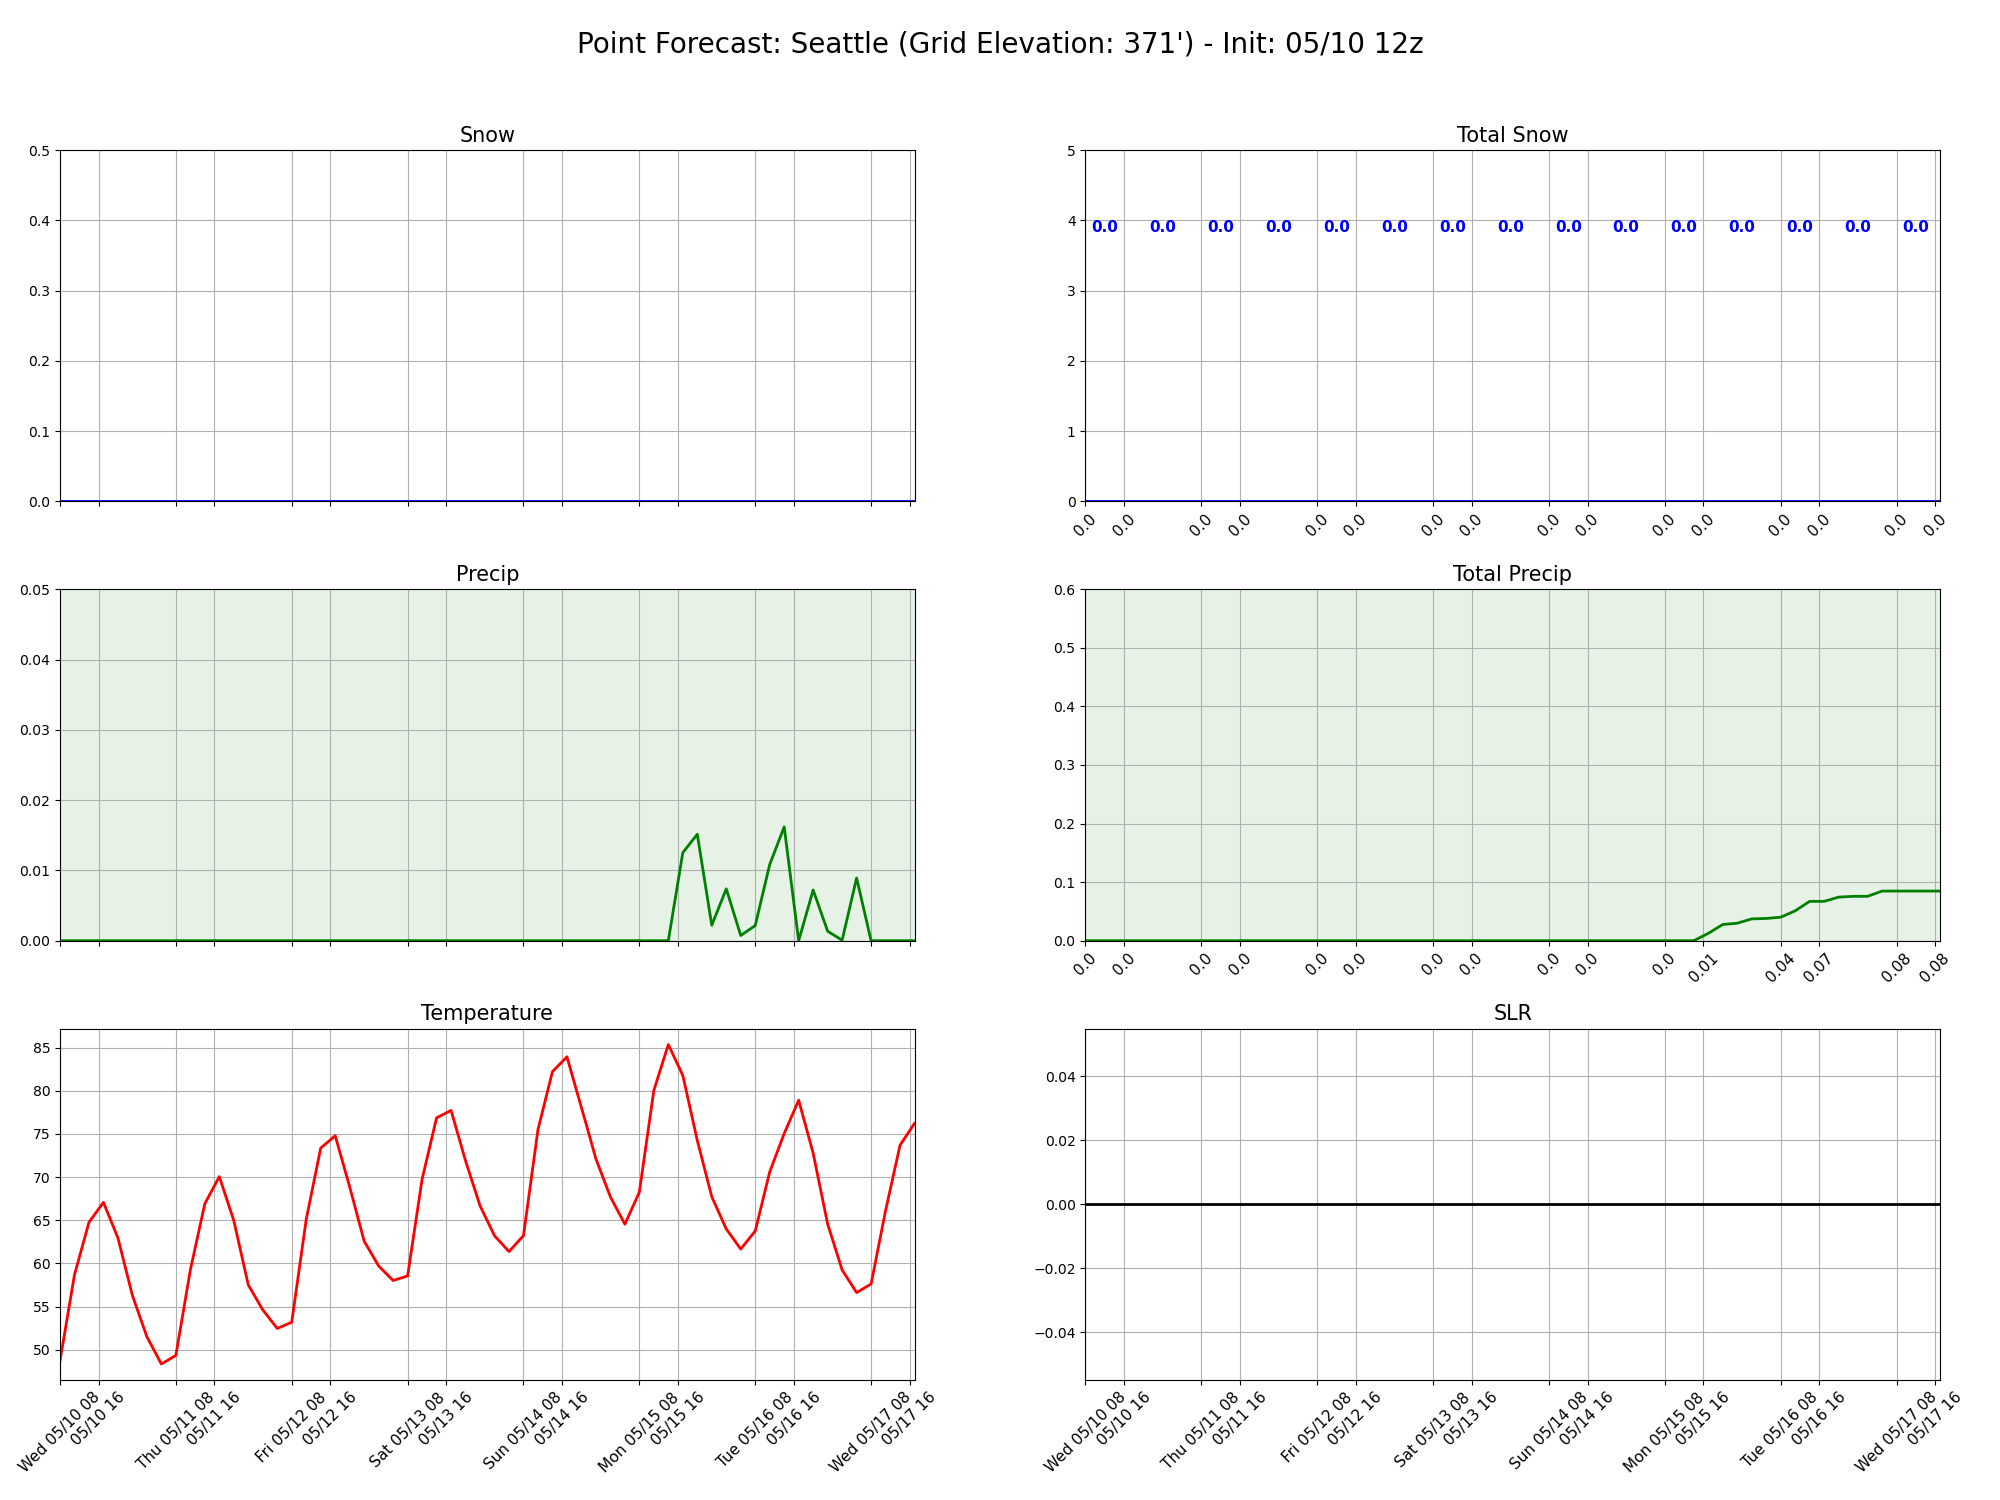 Point Forecast: Seattle (Grid Elevation: 371') - Init: 05/10 12z
Snow
0.5
0.4
0.3
0.2
0.1
0.0
Total Snow
5
4
3
2
1
0
0.0 0.0 0.0 0.0 0.0 0.0 0.0 0.0 0.0 0.0 0.0 0.0 0.0 0.0 0.0
0.0 0.0 0.0 0.0 0.0 0.0 0.0 0.0 0.0 0.0 0.0 0.0 0.0 0.0 0.0 0.0
Precip
0.05
0.04
0.03
0.02
0.01
0.00
Total Precip
0.6
0.5
0.4
0.3
0.2
0.1
0.0
0.0 0.0 0.0 0.0 0.0 0.0 0.0 0.0 0.0 0.0 0.0 0.01 0.04 0.07 0.08 0.08
Temperature
85
80
75
70
65
60
55
50
Wed 05/10 08
05/10 16
Thu 05/11 08
05/11 16
Fri 05/12 08
05/12 16
Sat 05/13 08
05/13 16
Sun 05/14 08
05/14 16
Mon 05/15 08
05/15 16
Tue 05/16 08
05/16 16
Wed 05/17 08
05/17 16
SLR
0.04
0.02
0.00
−0.02
−0.04
Wed 05/10 08
05/10 16
Thu 05/11 08
05/11 16
Fri 05/12 08
05/12 16
Sat 05/13 08
05/13 16
Sun 05/14 08
05/14 16
Mon 05/15 08
05/15 16
Tue 05/16 08
05/16 16
Wed 05/17 08
05/17 16